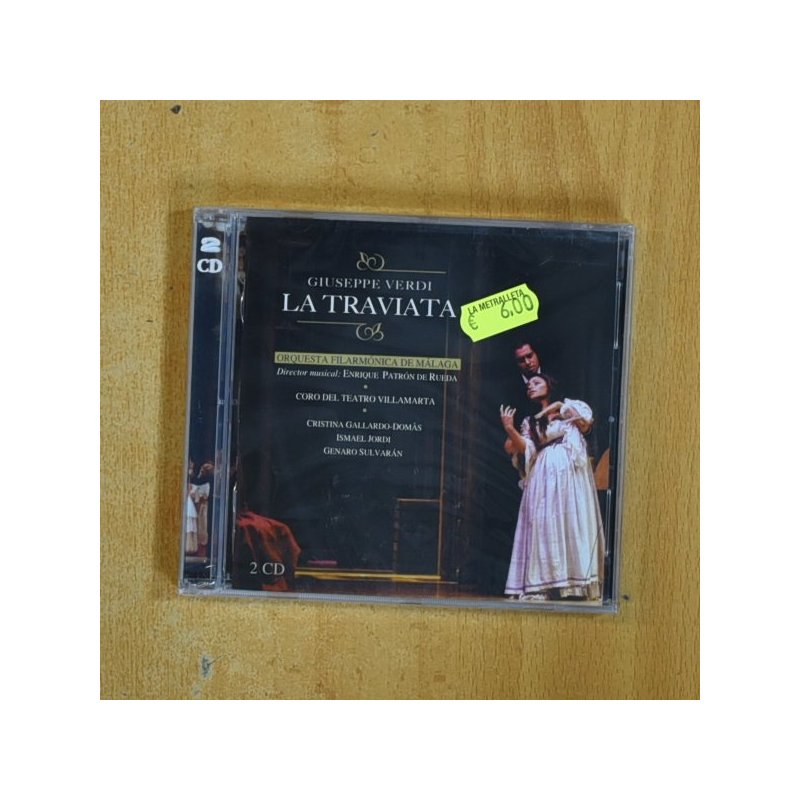 2
CD
GIUSEPPE VERDI
LA TRAVIATA
LA METRALLETA
€ 6.00
ORQUESTA FILARMÓNICA DE MÁLAGA
Director musical: ENRIQUE PATRÓN DE RUEDA
CORO DEL TEATRO VILLAMARTA
CRISTINA GALLARDO-DOMÂS
ISMAEL JORDI
GENARO SULVARÁN
2 CD